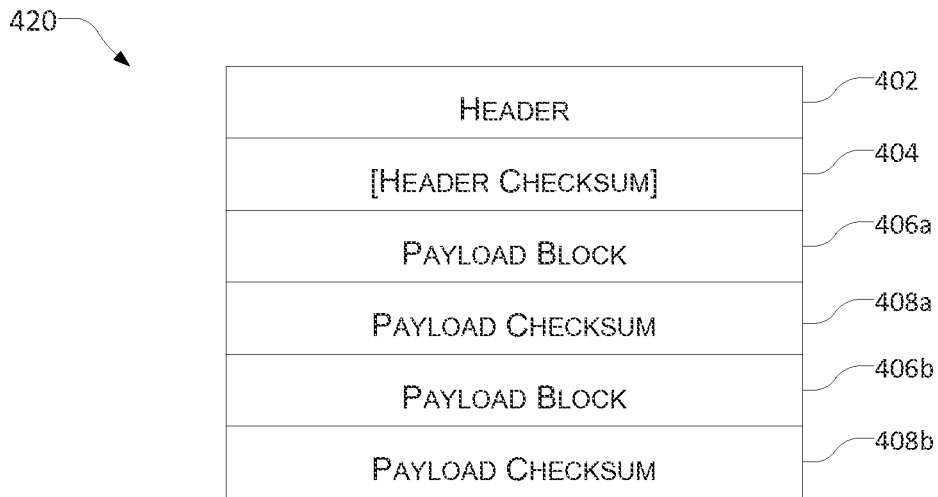 420
HEADER
402
[HEADER CHECKSUM]
404
PAYLOAD BLOCK
406a
PAYLOAD CHECKSUM
408a
PAYLOAD BLOCK
406b
PAYLOAD CHECKSUM
408b